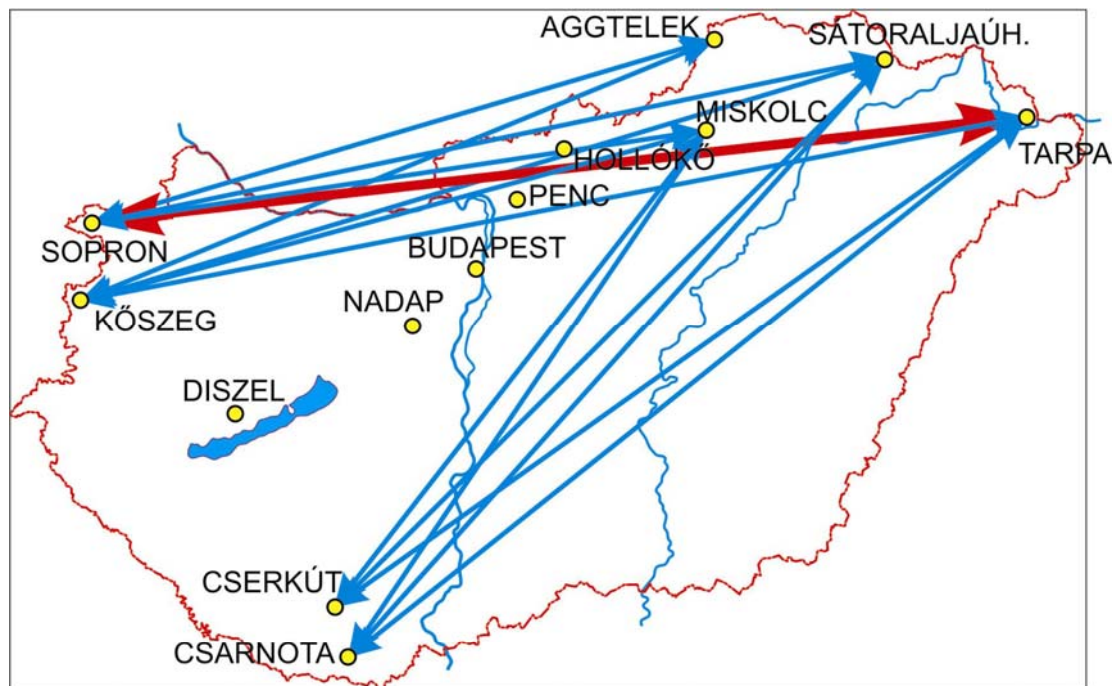 AGGTELEK
SÁTORALJAÚH.
MISKOLC
HOLLÓKŐ
TARPA
PENC
SOPRON
BUDAPEST
NADAP
KŐSZEG
DISZEL
CSERKÚT
CSARNOTA